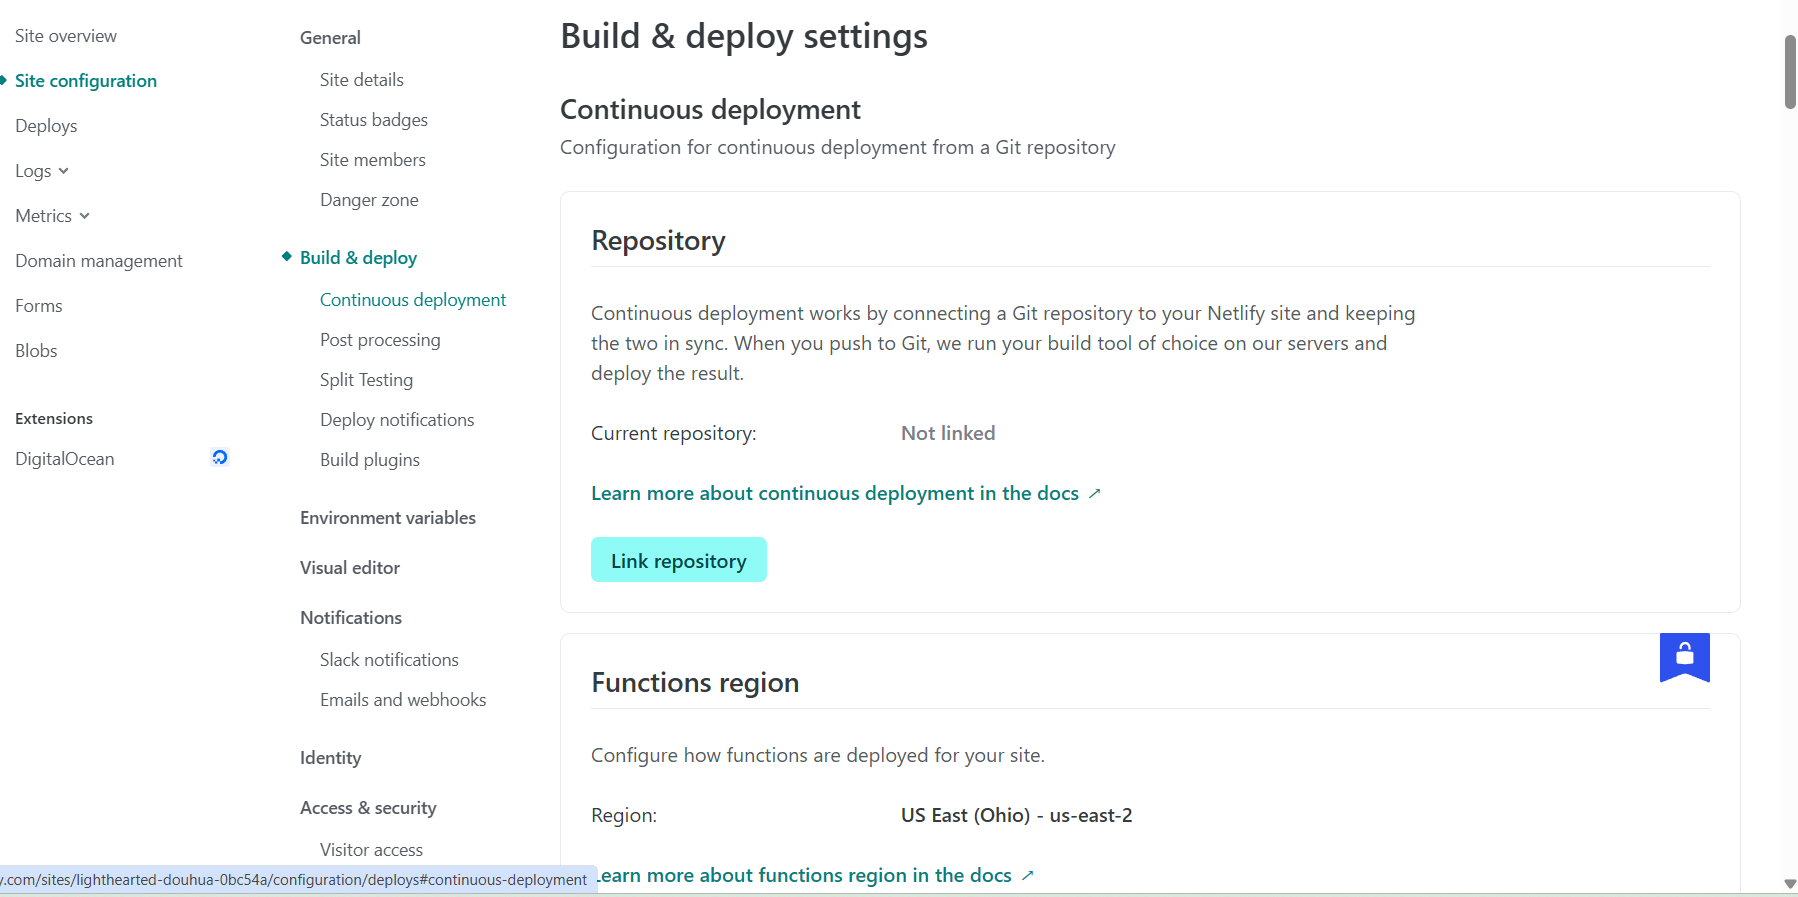 Site overview
Site configuration
Deploys
Logs
Metrics
Domain management
Forms
Blobs
Extensions
DigitalOcean
General
Site details
Status badges
Site members
Danger zone
Build & deploy
Continuous deployment
Post processing
Split Testing
Deploy notifications
Build plugins
Environment variables
Visual editor
Notifications
Slack notifications
Emails and webhooks
Identity
Access & security
Visitor access
y.com/sites/lighthearted-douhua-0bc54a/configuration/deploys#continuous-deployment
Build & deploy settings
Continuous deployment
Configuration for continuous deployment from a Git repository
Repository
Continuous deployment works by connecting a Git repository to your Netlify site and keeping
the two in sync. When you push to Git, we run your build tool of choice on our servers and
deploy the result.
Current repository: Not linked
Learn more about continuous deployment in the docs ↗
Link repository
Functions region
Configure how functions are deployed for your site.
Region: US East (Ohio) - us-east-2
Learn more about functions region in the docs ↗